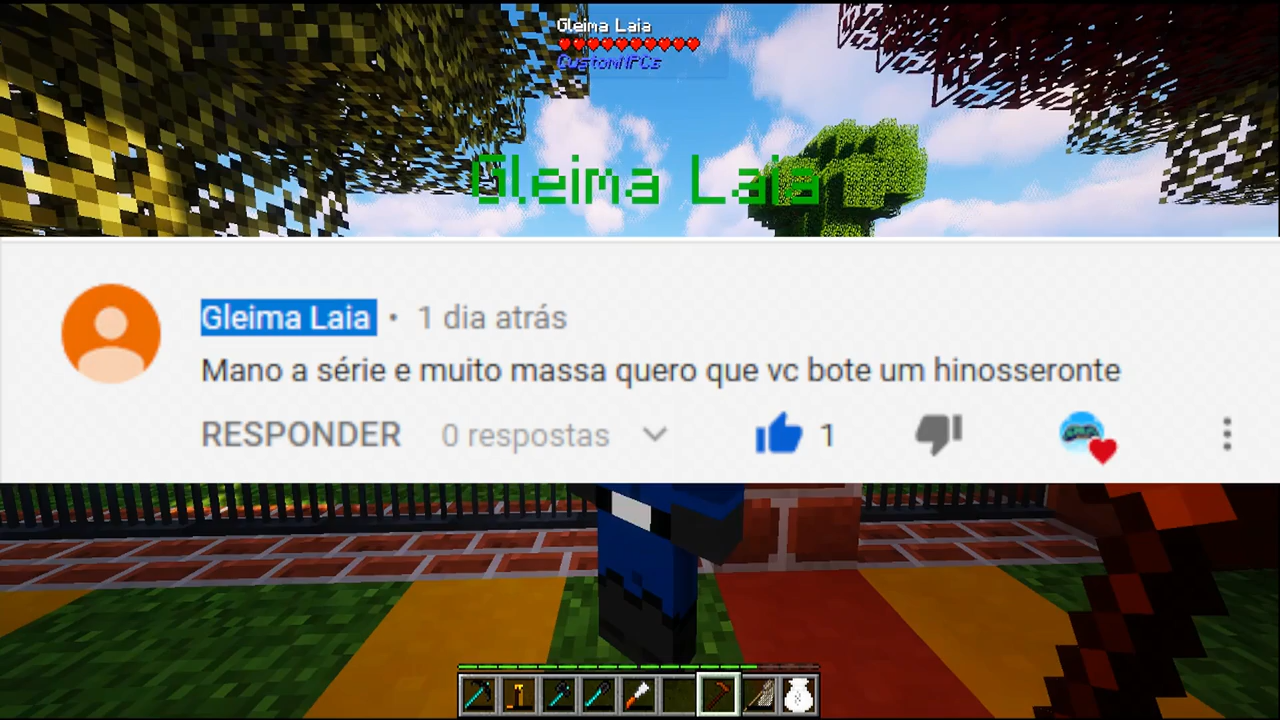 Gleima Laia
CustomNPCs
Gleima Laia
Gleima Laia • 1 dia atrás
Mano a série e muito massa quero que vc bote um hinosseronte
RESPONDER 0 respostas 1